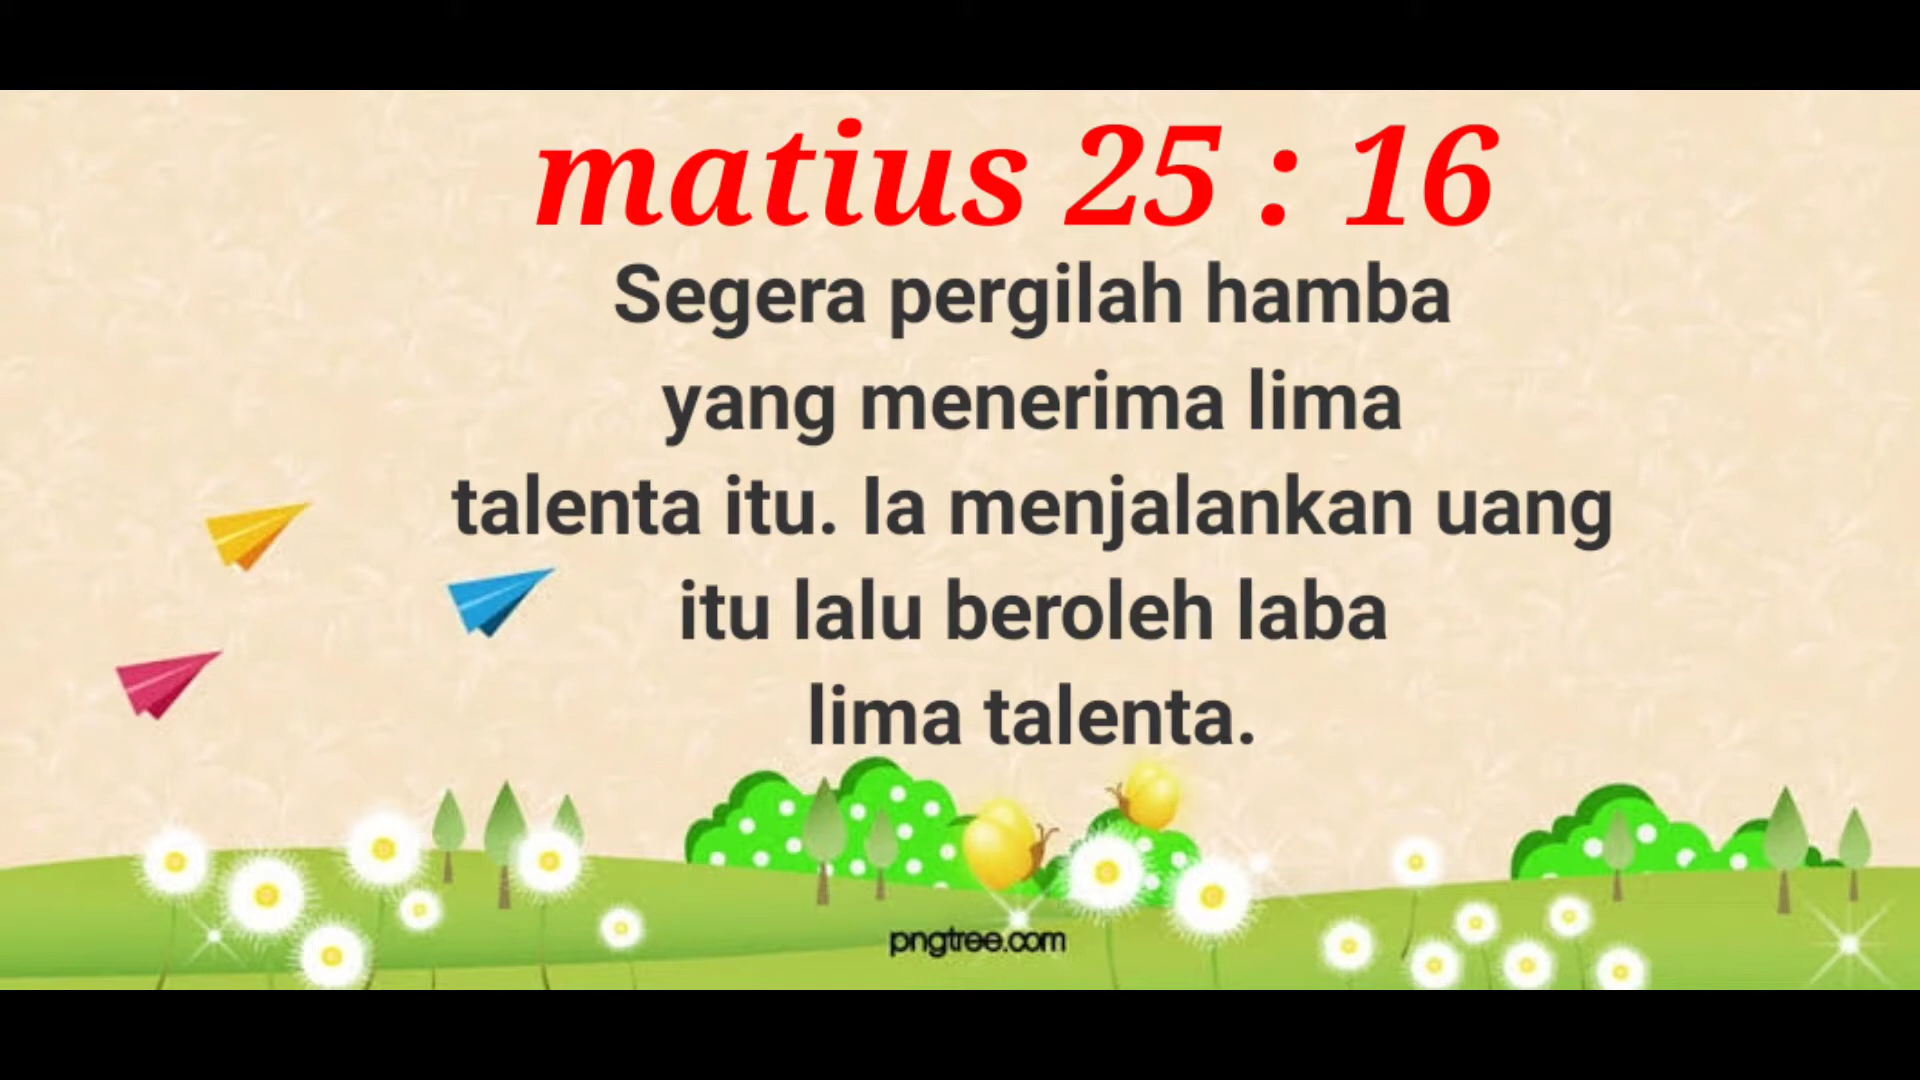 matius 25 : 16
Segera pergilah hamba
yang menerima lima
talenta itu. Ia menjalankan uang
itu lalu beroleh laba
lima talenta.
pngtree.com